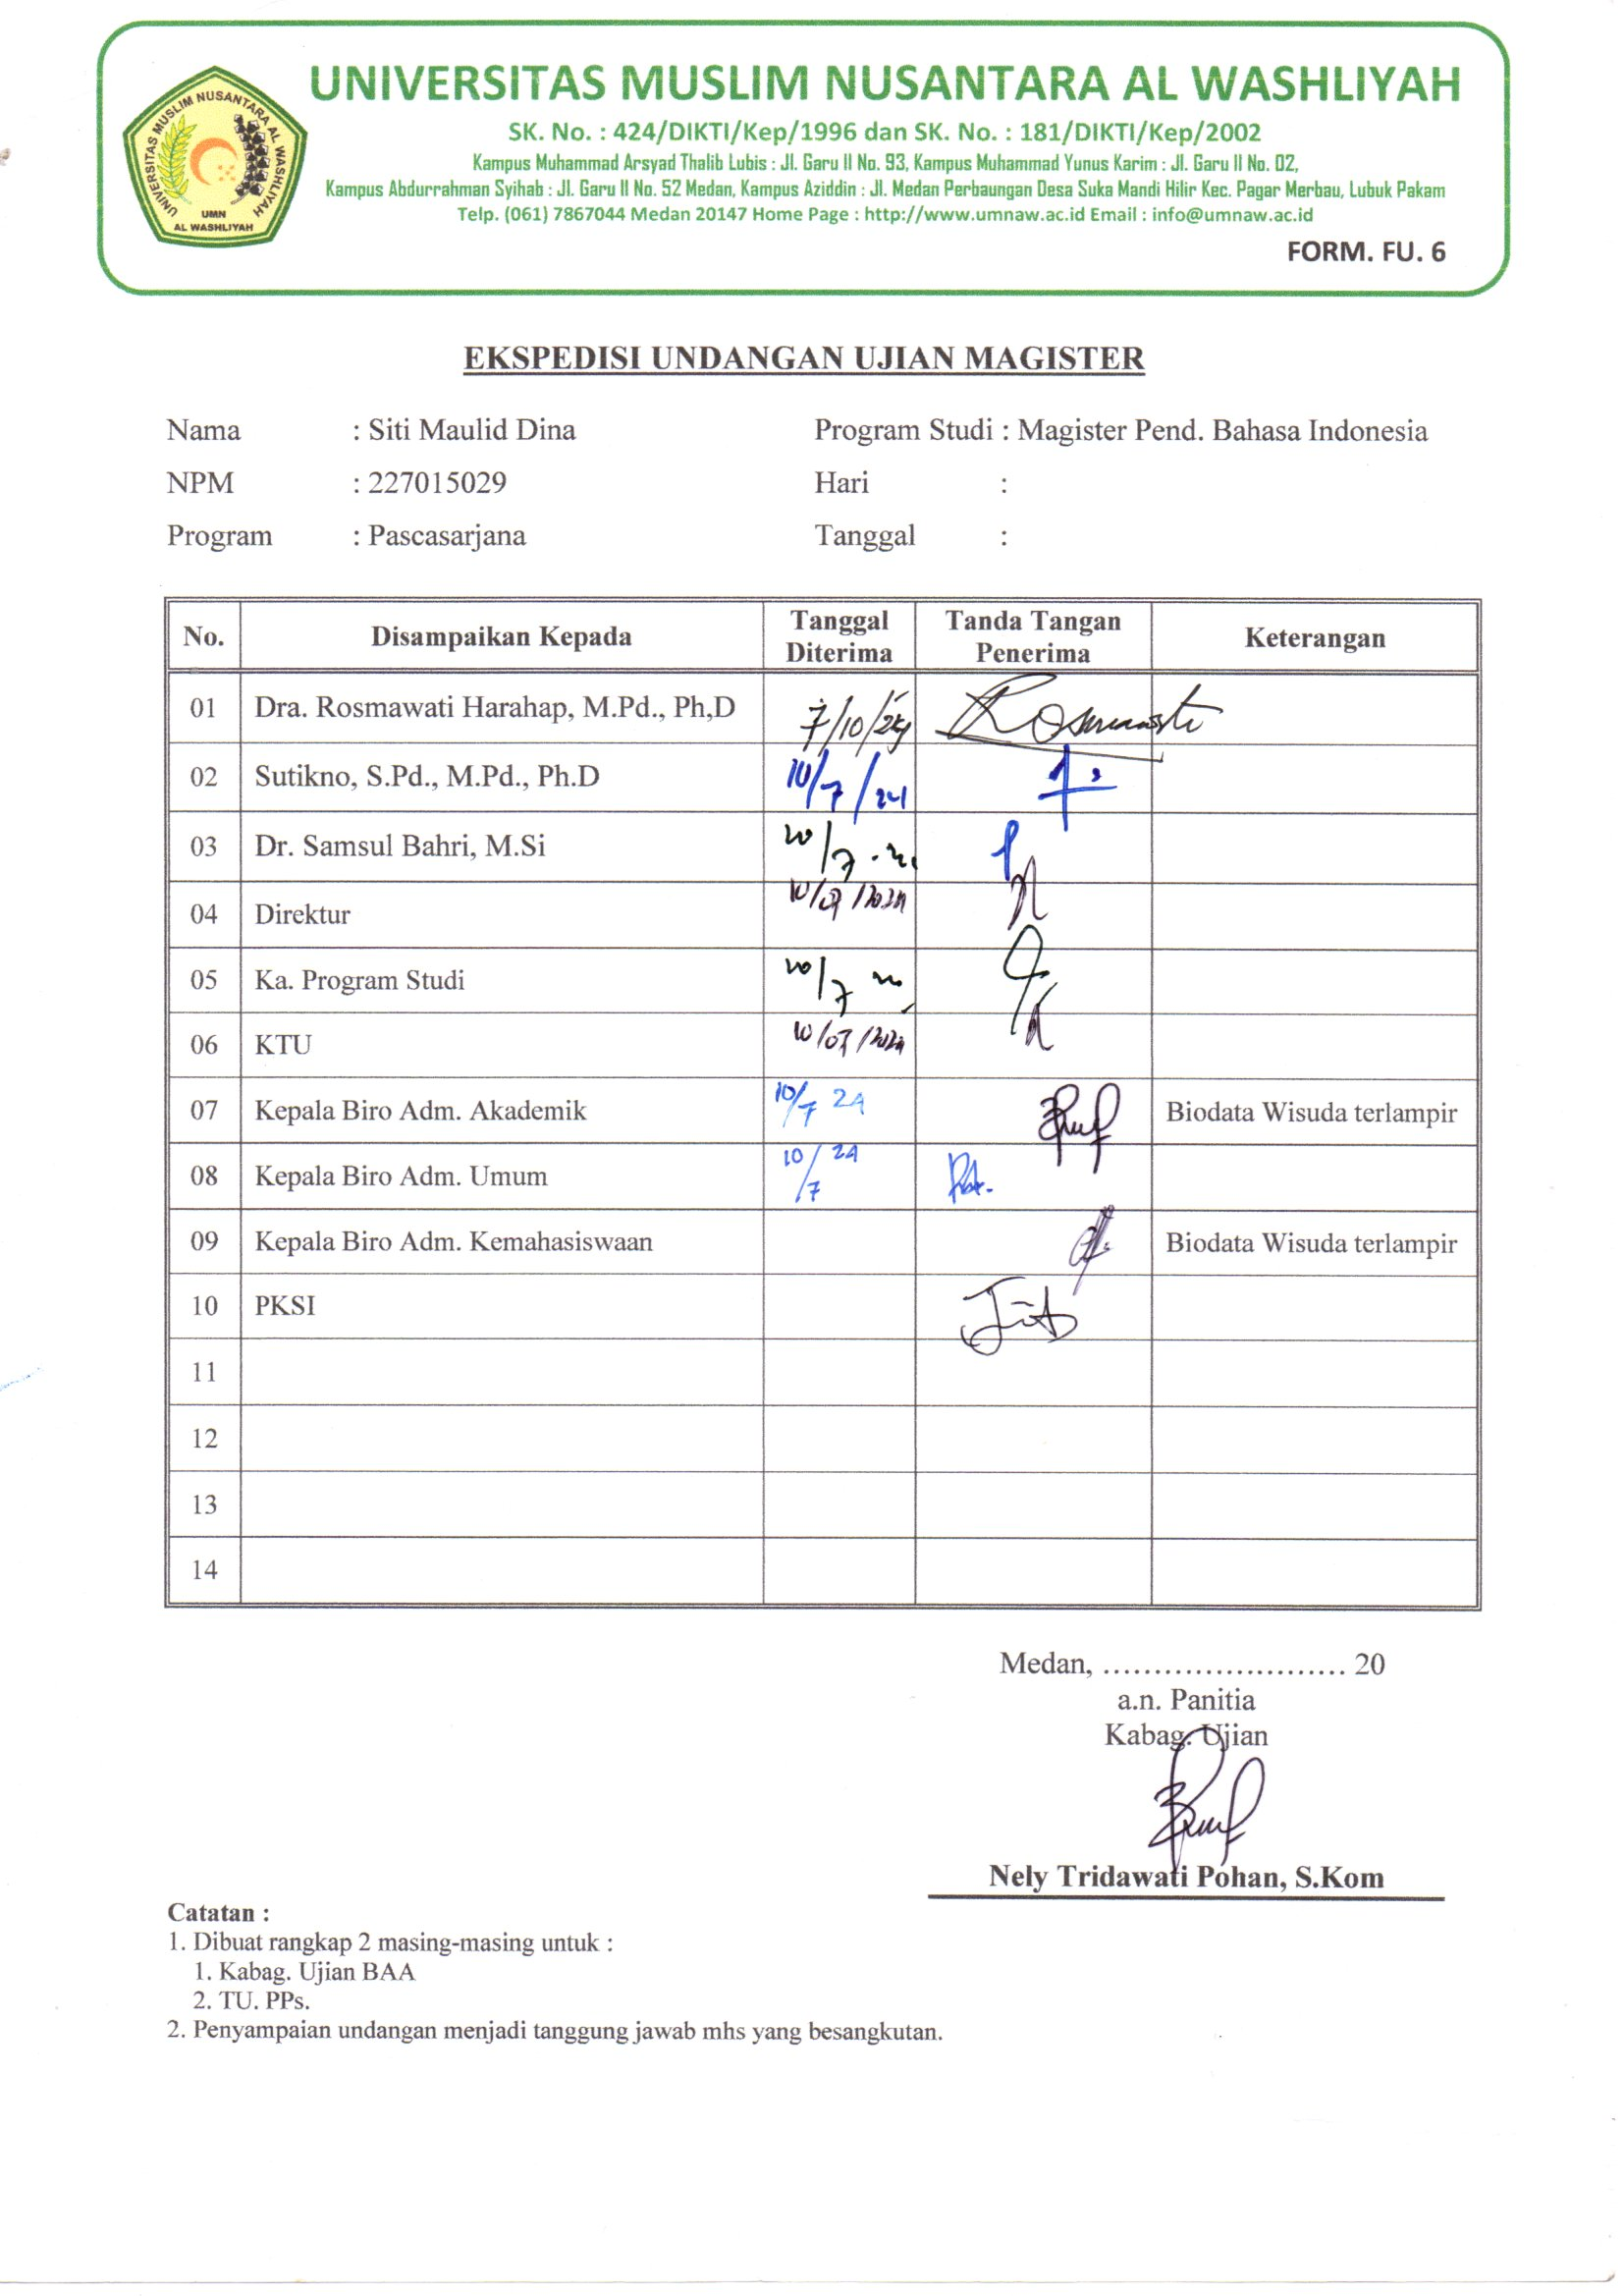 UNIVERSITAS MUSLIM NUSANTARA AL WASHLIYAH
UMN
AL WASHLIYAH
UNIVERSITAS MUSLIM NUSANTARA AL WASHLIYAH
SK. No. : 424/DIKTI/Kep/1996 dan SK. No. : 181/DIKTI/Kep/2002
Kampus Muhammad Arsyad Thalib Lubis : Jl. Garu II No. 93, Kampus Muhammad Yunus Karim : Jl. Garu II No. 02,
Kampus Abdurrahman Syihab : Jl. Garu II No. 52 Medan, Kampus Aziddin : Jl. Medan Perbaungan Desa Suka Mandi Hilir Kec. Pagar Merbau, Lubuk Pakam
Telp. (061) 7867044 Medan 20147 Home Page : http://www.umnaw.ac.id Email : info@umnaw.ac.id
FORM. FU. 6
EKSPEDISI UNDANGAN UJIAN MAGISTER
Nama : Siti Maulid Dina Program Studi : Magister Pend. Bahasa Indonesia
NPM : 227015029 Hari :
Program : Pascasarjana Tanggal :
No. Disampaikan Kepada Tanggal Diterima Tanda Tangan Penerima Keterangan
01 Dra. Rosmawati Harahap, M.Pd., Ph,D 7/10/24
02 Sutikno, S.Pd., M.Pd., Ph.D 10/7/24
03 Dr. Samsul Bahri, M.Si
04 Direktur 10/07/2024
05 Ka. Program Studi
06 KTU 10/07/2024
07 Kepala Biro Adm. Akademik 10/7 24 Biodata Wisuda terlampir
08 Kepala Biro Adm. Umum 10/7 24
09 Kepala Biro Adm. Kemahasiswaan Biodata Wisuda terlampir
10 PKSI
11
12
13
14
Medan, ........................ 20
a.n. Panitia
Kabag. Ujian
Nely Tridawati Pohan, S.Kom
Catatan :
1. Dibuat rangkap 2 masing-masing untuk :
1. Kabag. Ujian BAA
2. TU. PPs.
2. Penyampaian undangan menjadi tanggung jawab mhs yang besangkutan.